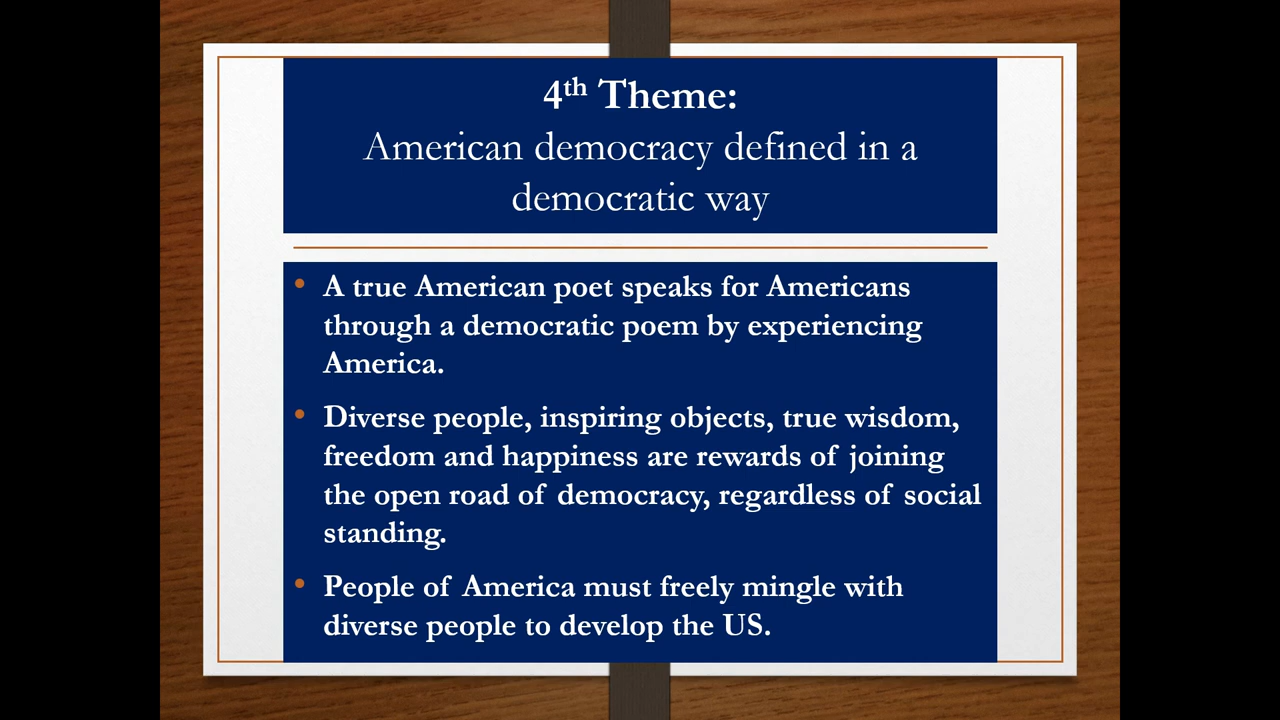 4th Theme:
American democracy defined in a
democratic way
• A true American poet speaks for Americans
through a democratic poem by experiencing
America.
• Diverse people, inspiring objects, true wisdom,
freedom and happiness are rewards of joining
the open road of democracy, regardless of social
standing.
• People of America must freely mingle with
diverse people to develop the US.